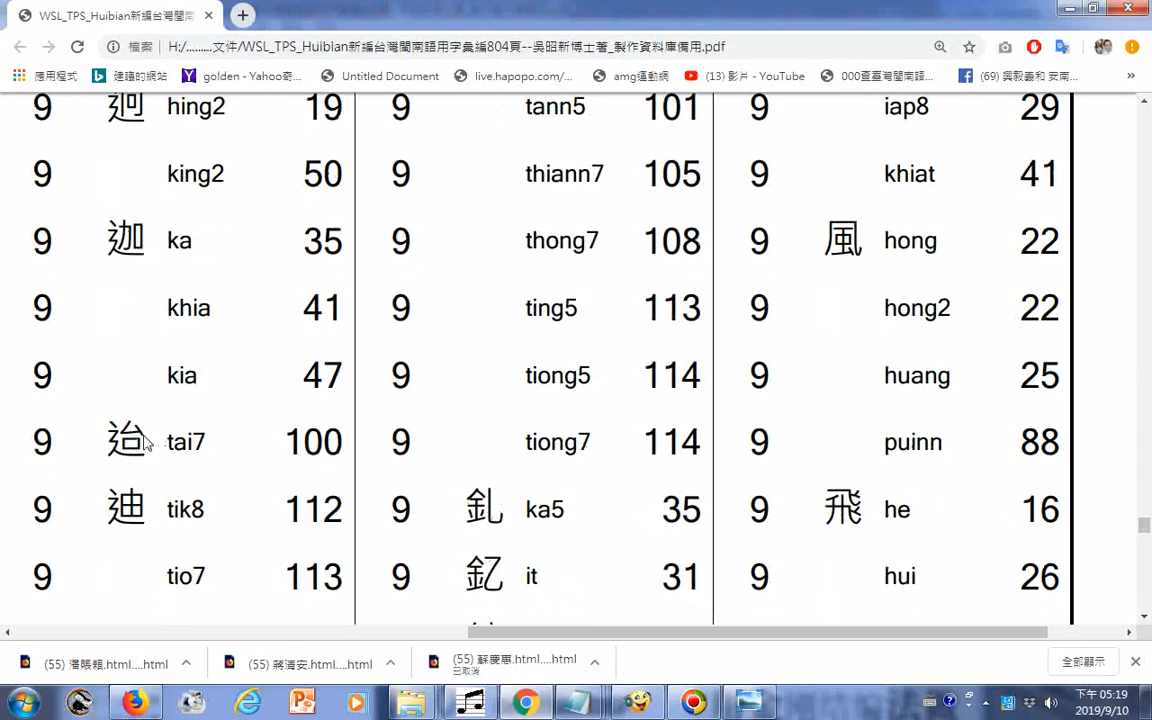 WSL_TPS_Huibian新編台灣閩南
檔案 H:/.........文件/WSL_TPS_Huibian新編台灣閩南語用字彙編804頁--吳昭新博士著_製作資料庫備用.pdf
應用程式 建議的網站 golden - Yahoo奇... Untitled Document live.hapopo.com/... amg運動網 (13) 影片 - YouTube 000查臺灣閩南語... (69) 興毅義和 安南... »
9 迥 hing2 19 9 tann5 101 9 iap8 29
9 king2 50 9 thiann7 105 9 khiat 41
9 迦 ka 35 9 thong7 108 9 風 hong 22
9 khia 41 9 ting5 113 9 hong2 22
9 kia 47 9 tiong5 114 9 huang 25
9 迨 tai7 100 9 tiong7 114 9 puinn 88
9 迪 tik8 112 9 釓 ka5 35 9 飛 he 16
9 tio7 113 9 釔 it 31 9 hui 26
(55) 潘賬賴.html....html (55) 蔣海安.html....html (55) 蘇慶專.html....html 全部顯示
已取消
下午 05:19
2019/9/10